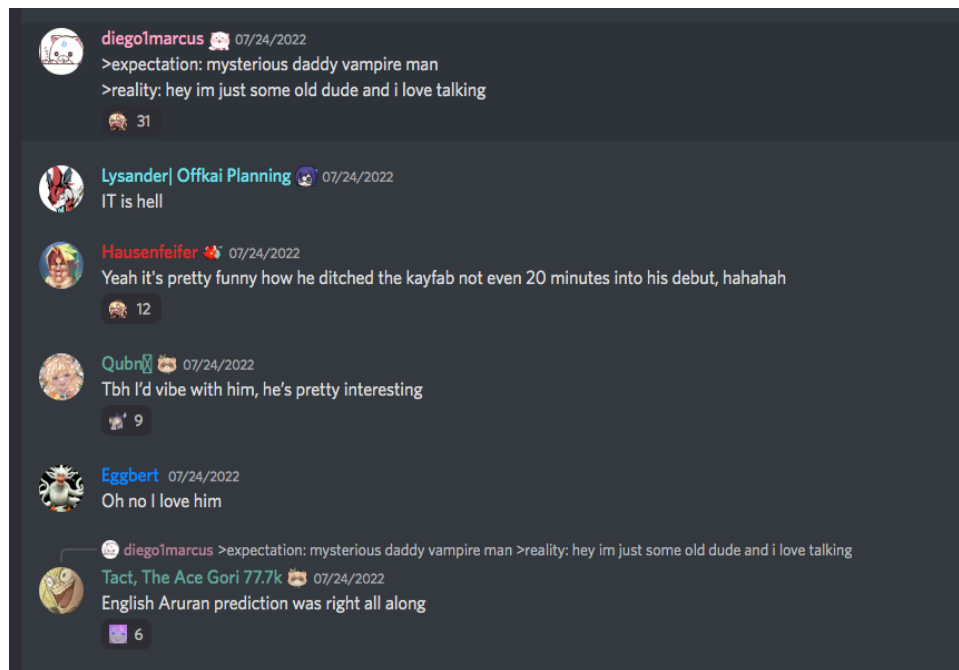 diego1marcus 07/24/2022
>expectation: mysterious daddy vampire man
>reality: hey im just some old dude and i love talking
31
Lysander| Offkai Planning 07/24/2022
IT is hell
Hausenfeifer 07/24/2022
Yeah it's pretty funny how he ditched the kayfab not even 20 minutes into his debut, hahahah
12
Qubn 07/24/2022
Tbh I’d vibe with him, he’s pretty interesting
9
Eggbert 07/24/2022
Oh no I love him
diego1marcus >expectation: mysterious daddy vampire man >reality: hey im just some old dude and i love talking
Tact, The Ace Gori 77.7k 07/24/2022
English Aruran prediction was right all along
6